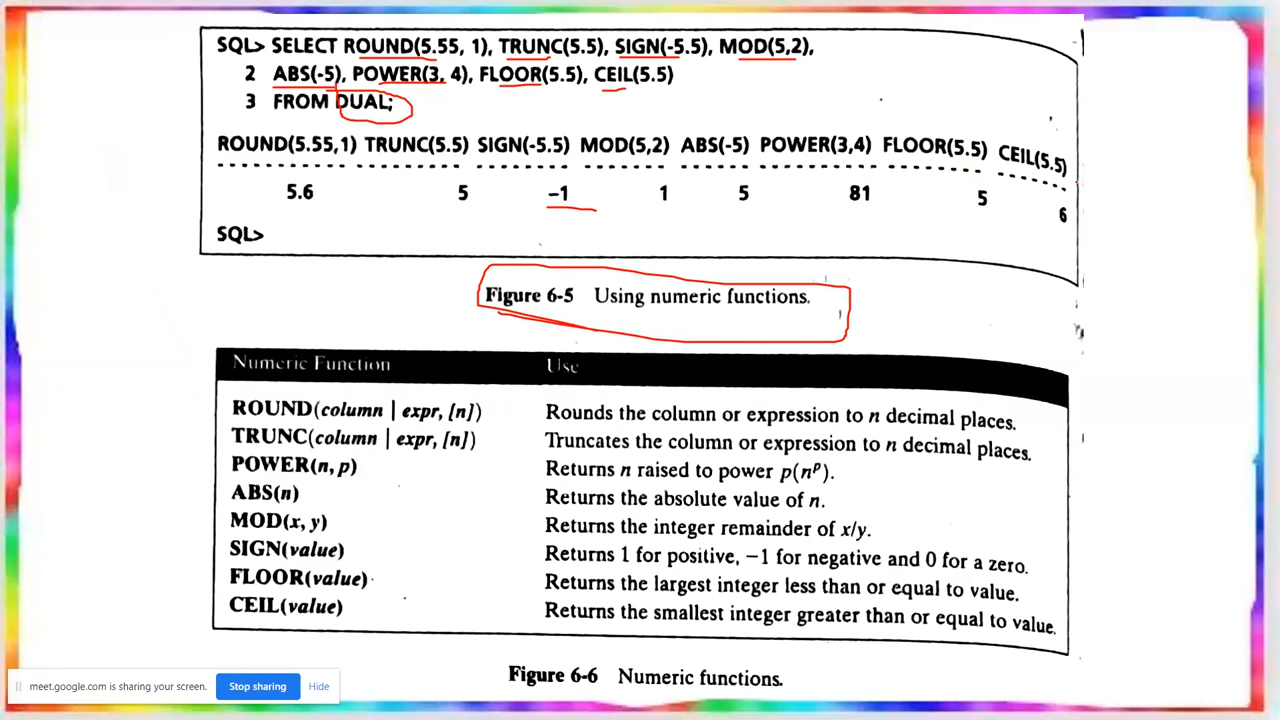 SQL> SELECT ROUND(5.55, 1), TRUNC(5.5), SIGN(-5.5), MOD(5,2),
2 ABS(-5), POWER(3, 4), FLOOR(5.5), CEIL(5.5)
3 FROM DUAL;
ROUND(5.55,1) TRUNC(5.5) SIGN(-5.5) MOD(5,2) ABS(-5) POWER(3,4) FLOOR(5.5) CEIL(5.5)
5.6 5 –1 1 5 81 5 6
SQL>
Figure 6-5 Using numeric functions.
Numeric Function Use
ROUND(column | expr, [n]) Rounds the column or expression to n decimal places.
TRUNC(column | expr, [n]) Truncates the column or expression to n decimal places.
POWER(n, p) Returns n raised to power p(nᵖ).
ABS(n) Returns the absolute value of n.
MOD(x, y) Returns the integer remainder of x/y.
SIGN(value) Returns 1 for positive, −1 for negative and 0 for a zero.
FLOOR(value) Returns the largest integer less than or equal to value.
CEIL(value) Returns the smallest integer greater than or equal to value.
Figure 6-6 Numeric functions.
meet.google.com is sharing your screen. Stop sharing Hide